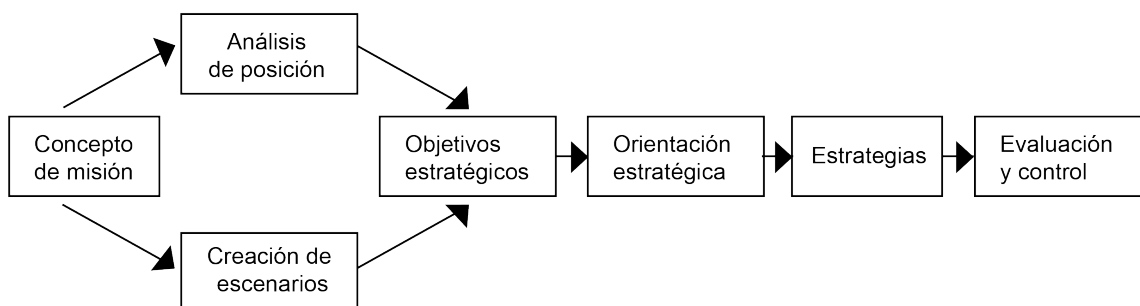 Análisis
de posición
Concepto
de misión
Objetivos
estratégicos
Orientación
estratégica
Estrategias
Evaluación
y control
Creación de
escenarios